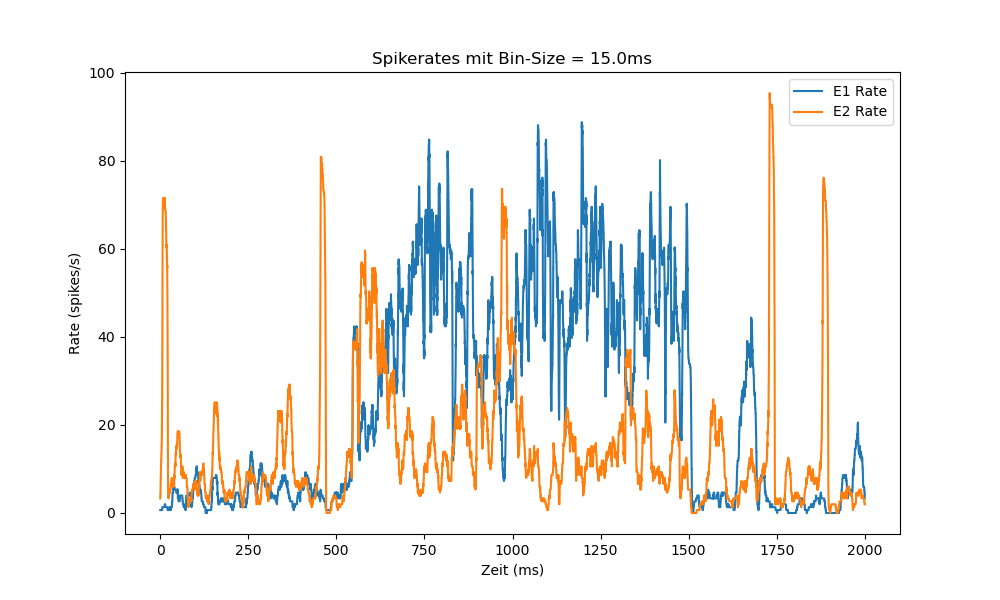 Spikerates mit Bin-Size = 15.0ms
E1 Rate
E2 Rate
Rate (spikes/s)
100
80
60
40
20
0
0 250 500 750 1000 1250 1500 1750 2000
Zeit (ms)